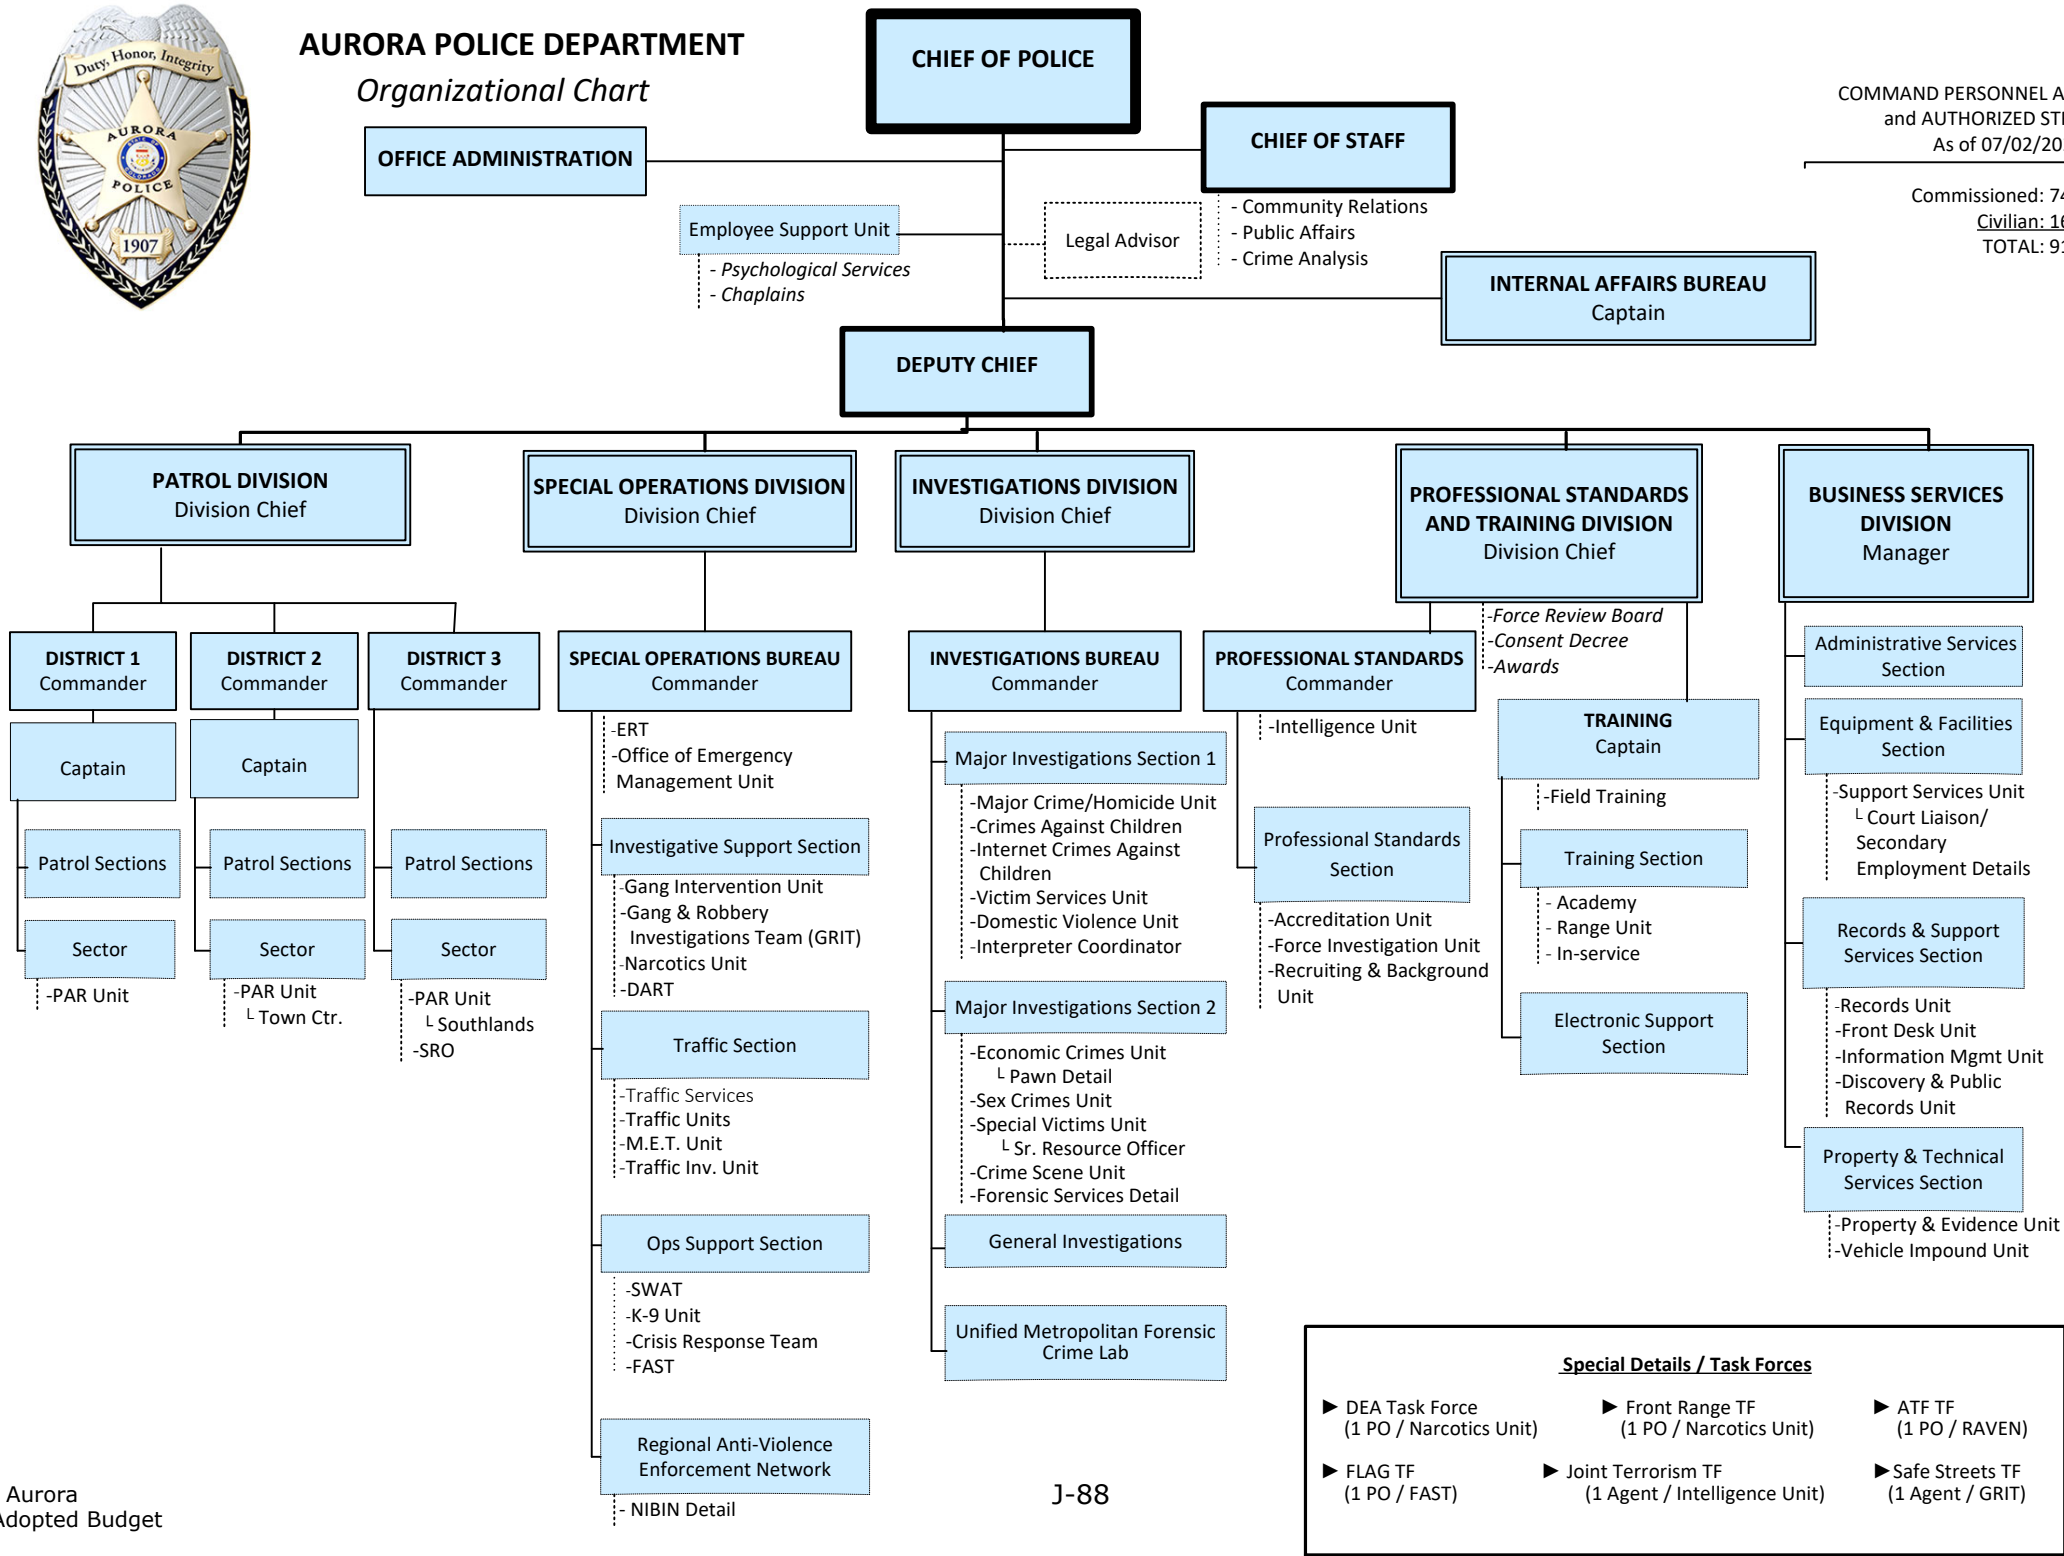 Duty, Honor, Integrity
AURORA
POLICE
1907
AURORA POLICE DEPARTMENT
Organizational Chart
CHIEF OF POLICE
COMMAND PERSONNEL A
and AUTHORIZED ST
As of 07/02/20
Commissioned: 74
Civilian: 16
TOTAL: 91
OFFICE ADMINISTRATION
CHIEF OF STAFF
- Community Relations
- Public Affairs
- Crime Analysis
Employee Support Unit
- Psychological Services
- Chaplains
Legal Advisor
INTERNAL AFFAIRS BUREAU
Captain
DEPUTY CHIEF
PATROL DIVISION
Division Chief
SPECIAL OPERATIONS DIVISION
Division Chief
INVESTIGATIONS DIVISION
Division Chief
PROFESSIONAL STANDARDS
AND TRAINING DIVISION
Division Chief
BUSINESS SERVICES
DIVISION
Manager
DISTRICT 1
Commander
Captain
Patrol Sections
Sector
-PAR Unit
DISTRICT 2
Commander
Captain
Patrol Sections
Sector
-PAR Unit
└ Town Ctr.
DISTRICT 3
Commander
Patrol Sections
Sector
-PAR Unit
└ Southlands
-SRO
SPECIAL OPERATIONS BUREAU
Commander
-ERT
-Office of Emergency
Management Unit
Investigative Support Section
-Gang Intervention Unit
-Gang & Robbery
Investigations Team (GRIT)
-Narcotics Unit
-DART
Traffic Section
-Traffic Services
-Traffic Units
-M.E.T. Unit
-Traffic Inv. Unit
Ops Support Section
-SWAT
-K-9 Unit
-Crisis Response Team
-FAST
Regional Anti-Violence
Enforcement Network
- NIBIN Detail
INVESTIGATIONS BUREAU
Commander
Major Investigations Section 1
-Major Crime/Homicide Unit
-Crimes Against Children
-Internet Crimes Against
Children
-Victim Services Unit
-Domestic Violence Unit
-Interpreter Coordinator
Major Investigations Section 2
-Economic Crimes Unit
└ Pawn Detail
-Sex Crimes Unit
-Special Victims Unit
└ Sr. Resource Officer
-Crime Scene Unit
-Forensic Services Detail
General Investigations
Unified Metropolitan Forensic
Crime Lab
PROFESSIONAL STANDARDS
Commander
-Intelligence Unit
Professional Standards
Section
-Accreditation Unit
-Force Investigation Unit
-Recruiting & Background
Unit
-Force Review Board
-Consent Decree
-Awards
TRAINING
Captain
-Field Training
Training Section
- Academy
- Range Unit
- In-service
Electronic Support
Section
Administrative Services
Section
Equipment & Facilities
Section
-Support Services Unit
└ Court Liaison/
Secondary
Employment Details
Records & Support
Services Section
-Records Unit
-Front Desk Unit
-Information Mgmt Unit
-Discovery & Public
Records Unit
Property & Technical
Services Section
-Property & Evidence Unit
-Vehicle Impound Unit
Special Details / Task Forces
► DEA Task Force
(1 PO / Narcotics Unit)
► Front Range TF
(1 PO / Narcotics Unit)
► ATF TF
(1 PO / RAVEN)
► FLAG TF
(1 PO / FAST)
► Joint Terrorism TF
(1 Agent / Intelligence Unit)
►Safe Streets TF
(1 Agent / GRIT)
Aurora
Adopted Budget
J-88